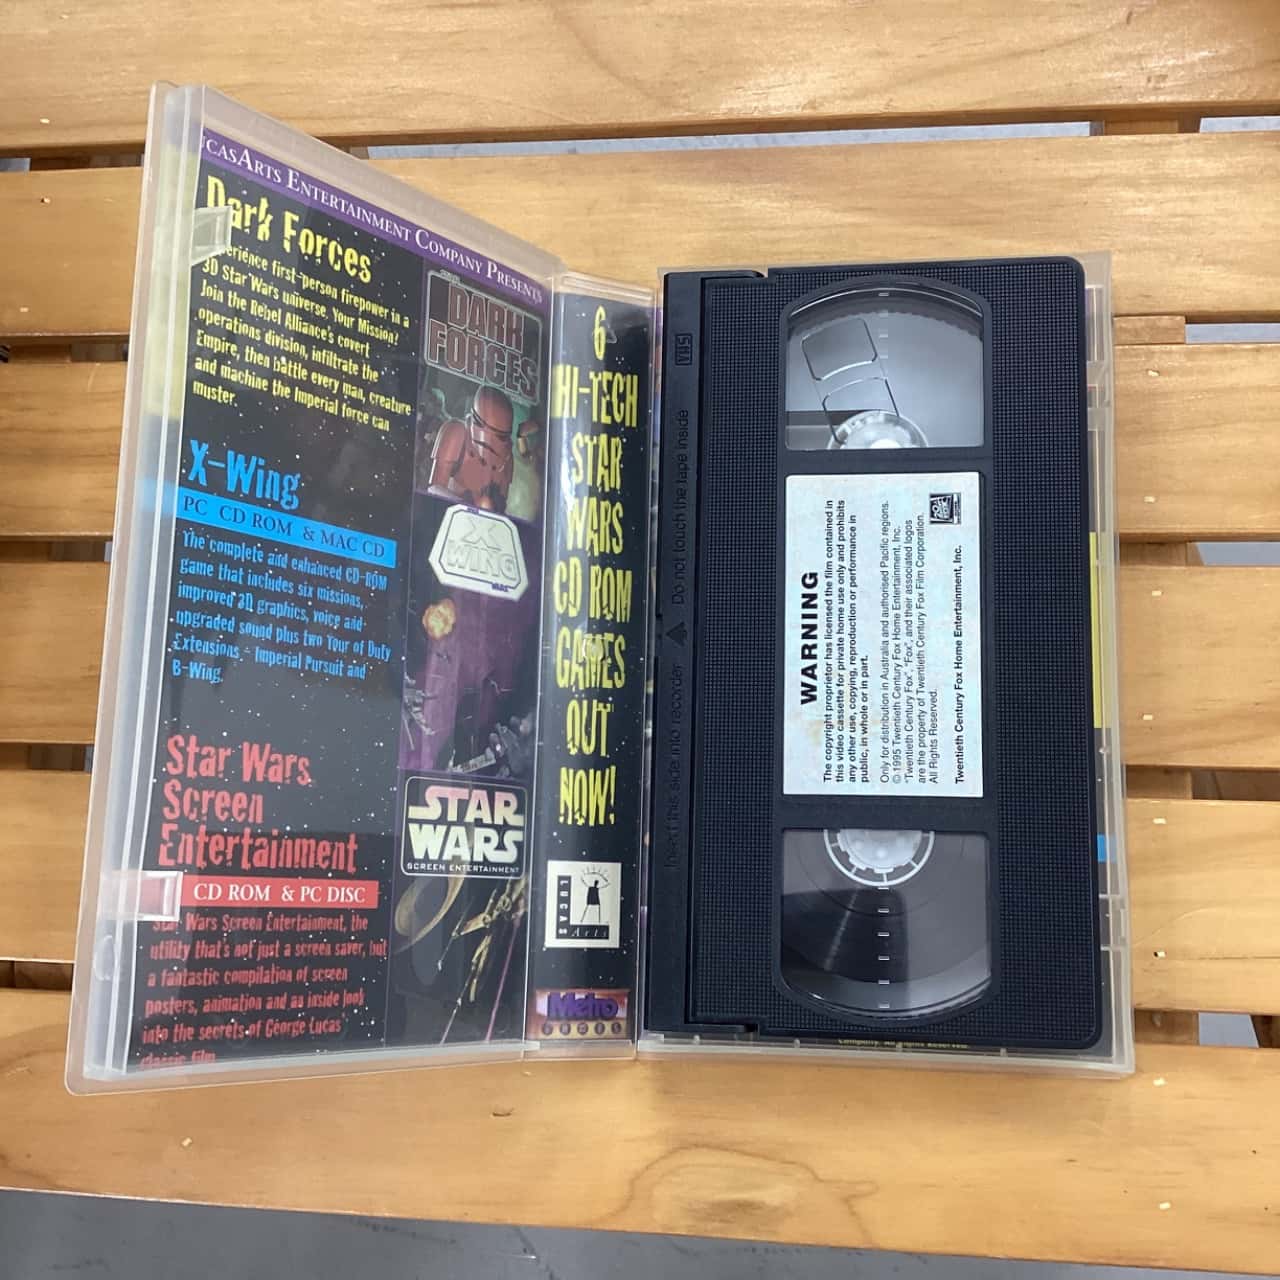 LucasArts Entertainment Company Presents
Dark Forces
Experience first-person firepower in a
3D Star Wars universe. Your Mission?
Join the Rebel Alliance's covert
operations division, infiltrate the
Empire, then battle every man, creature
and machine the Imperial force can
muster.
X-Wing
PC CD ROM & MAC CD
The complete and enhanced CD-ROM
game that includes six missions,
improved 3D graphics, voice and
upgraded sound plus two Tour of Duty
Extensions - Imperial Pursuit and
B-Wing.
Star Wars
Screen
Entertainment
CD ROM & PC DISC
Star Wars Screen Entertainment, the
utility that's not just a screen saver, but
a fantastic compilation of screen
posters, animation and an inside look
into the secrets of George Lucas'
classic film
DARK
FORCES
X
WING
STAR
WARS
SCREEN ENTERTAINMENT
6
HI-TECH
STAR
WARS
CD ROM
GAMES
OUT
NOW!
LUCAS
Arts
Metro
GAMES
VHS
Insert this side into recorder ▲ Do not touch the tape inside
WARNING
The copyright proprietor has licensed the film contained in
this video cassette for private home use only and prohibits
any other use, copying, reproduction or performance in
public, in whole or in part.
Only for distribution in Australia and authorised Pacific regions.
© 1995 Twentieth Century Fox Home Entertainment, Inc.
"Twentieth Century Fox", "Fox", and their associated logos
are the property of Twentieth Century Fox Film Corporation.
All Rights Reserved.
Twentieth Century Fox Home Entertainment, Inc.
Company. All Rights Reserved.